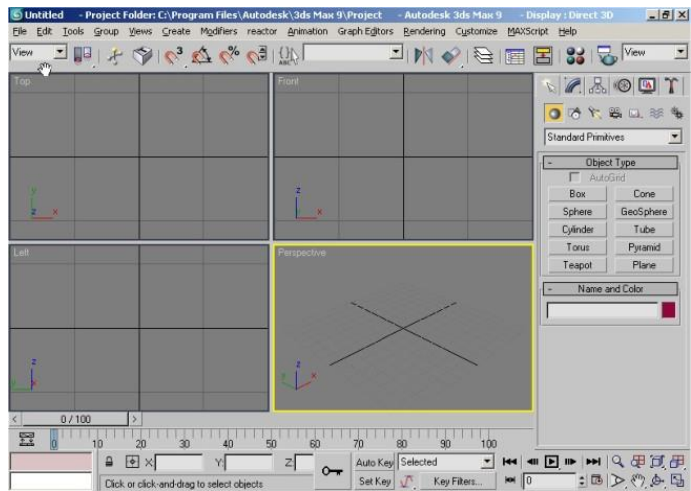 Untitled - Project Folder: C:\Program Files\Autodesk\3ds Max 9\Project - Autodesk 3ds Max 9 - Display : Direct 3D
File Edit Tools Group Views Create Modifiers reactor Animation Graph Editors Rendering Customize MAXScript Help
View View
Top Front
Standard Primitives
- Object Type
AutoGrid
Box Cone
Sphere GeoSphere
Cylinder Tube
Torus Pyramid
Teapot Plane
- Name and Color
y
z x
z
x
Left Perspective
z
y x
z
y x
< 0 / 100 >
0 10 20 30 40 50 60 70 80 90 100
X: Y: Z Auto Key Selected
Click or click-and-drag to select objects Set Key Key Filters... 0